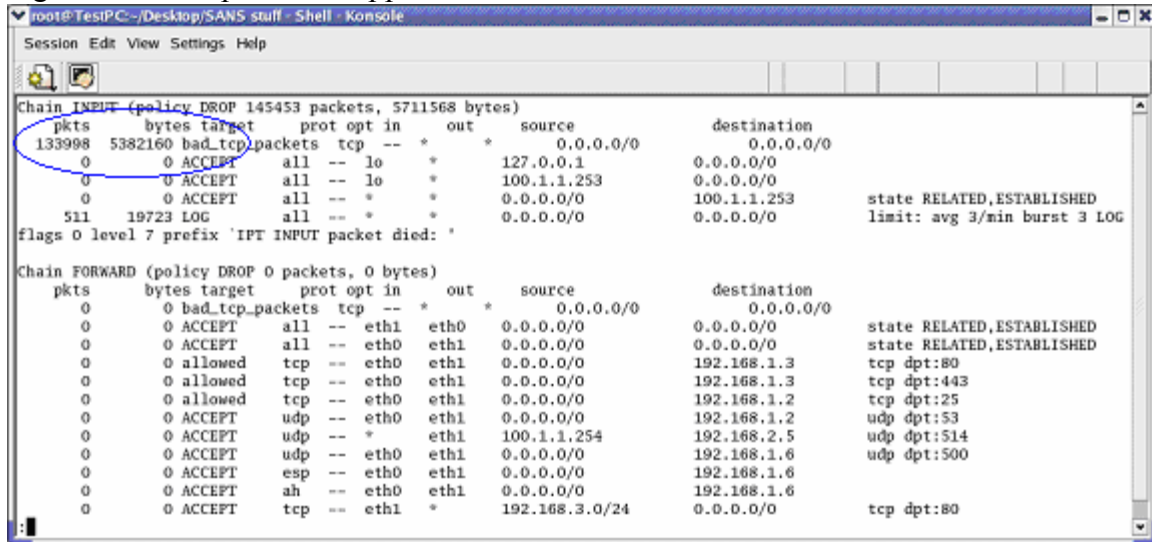 root@TestPC:~/Desktop/SANS stuff - Shell - Konsole
Session Edit View Settings Help
Chain INPUT (policy DROP 145453 packets, 5711568 bytes)
pkts bytes target prot opt in out source destination
133998 5382160 bad_tcp_packets tcp -- * * 0.0.0.0/0 0.0.0.0/0
0 0 ACCEPT all -- lo * 127.0.0.1 0.0.0.0/0
0 0 ACCEPT all -- lo * 100.1.1.253 0.0.0.0/0
0 0 ACCEPT all -- * * 0.0.0.0/0 100.1.1.253 state RELATED,ESTABLISHED
511 19723 LOG all -- * * 0.0.0.0/0 0.0.0.0/0 limit: avg 3/min burst 3 LOG
flags 0 level 7 prefix `IPT INPUT packet died: '
Chain FORWARD (policy DROP 0 packets, 0 bytes)
pkts bytes target prot opt in out source destination
0 0 bad_tcp_packets tcp -- * * 0.0.0.0/0 0.0.0.0/0
0 0 ACCEPT all -- eth1 eth0 0.0.0.0/0 0.0.0.0/0 state RELATED,ESTABLISHED
0 0 ACCEPT all -- eth0 eth1 0.0.0.0/0 0.0.0.0/0 state RELATED,ESTABLISHED
0 0 allowed tcp -- eth0 eth1 0.0.0.0/0 192.168.1.3 tcp dpt:80
0 0 allowed tcp -- eth0 eth1 0.0.0.0/0 192.168.1.3 tcp dpt:443
0 0 allowed tcp -- eth0 eth1 0.0.0.0/0 192.168.1.2 tcp dpt:25
0 0 ACCEPT udp -- eth0 eth1 0.0.0.0/0 192.168.1.2 udp dpt:53
0 0 ACCEPT udp -- * eth1 100.1.1.254 192.168.2.5 udp dpt:514
0 0 ACCEPT udp -- eth0 eth1 0.0.0.0/0 192.168.1.6 udp dpt:500
0 0 ACCEPT esp -- eth0 eth1 0.0.0.0/0 192.168.1.6
0 0 ACCEPT ah -- eth0 eth1 0.0.0.0/0 192.168.1.6
0 0 ACCEPT tcp -- eth1 * 192.168.3.0/24 0.0.0.0/0 tcp dpt:80
: